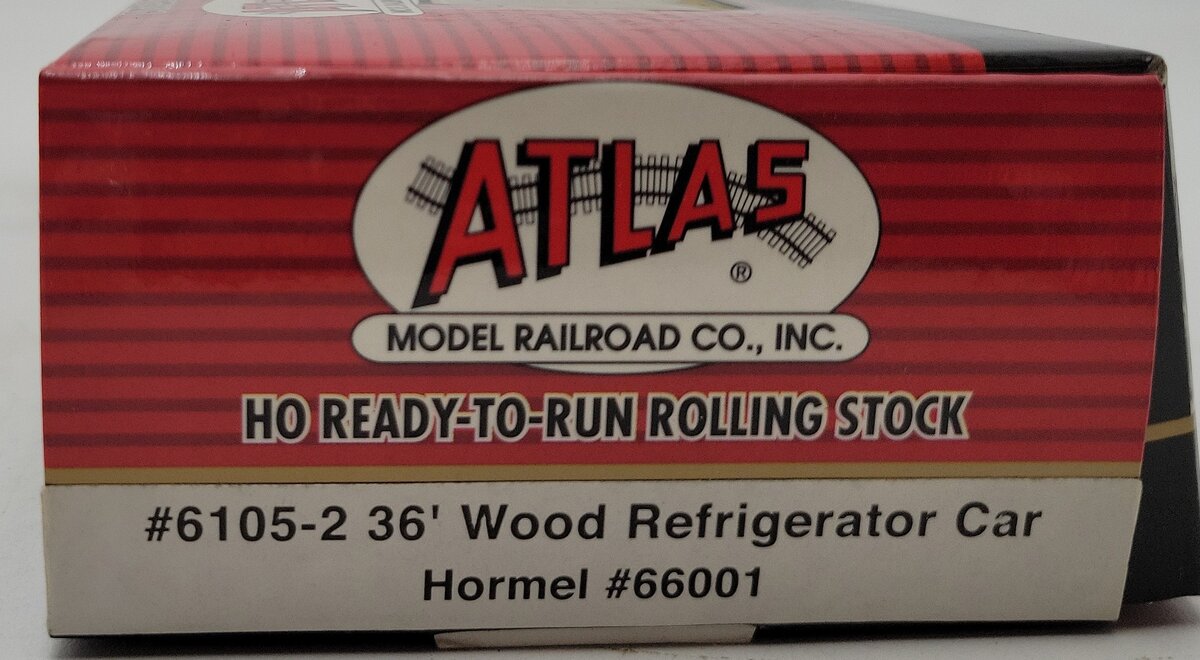 ATLAS
®
MODEL RAILROAD CO., INC.
HO READY-TO-RUN ROLLING STOCK
#6105-2 36' Wood Refrigerator Car
Hormel #66001